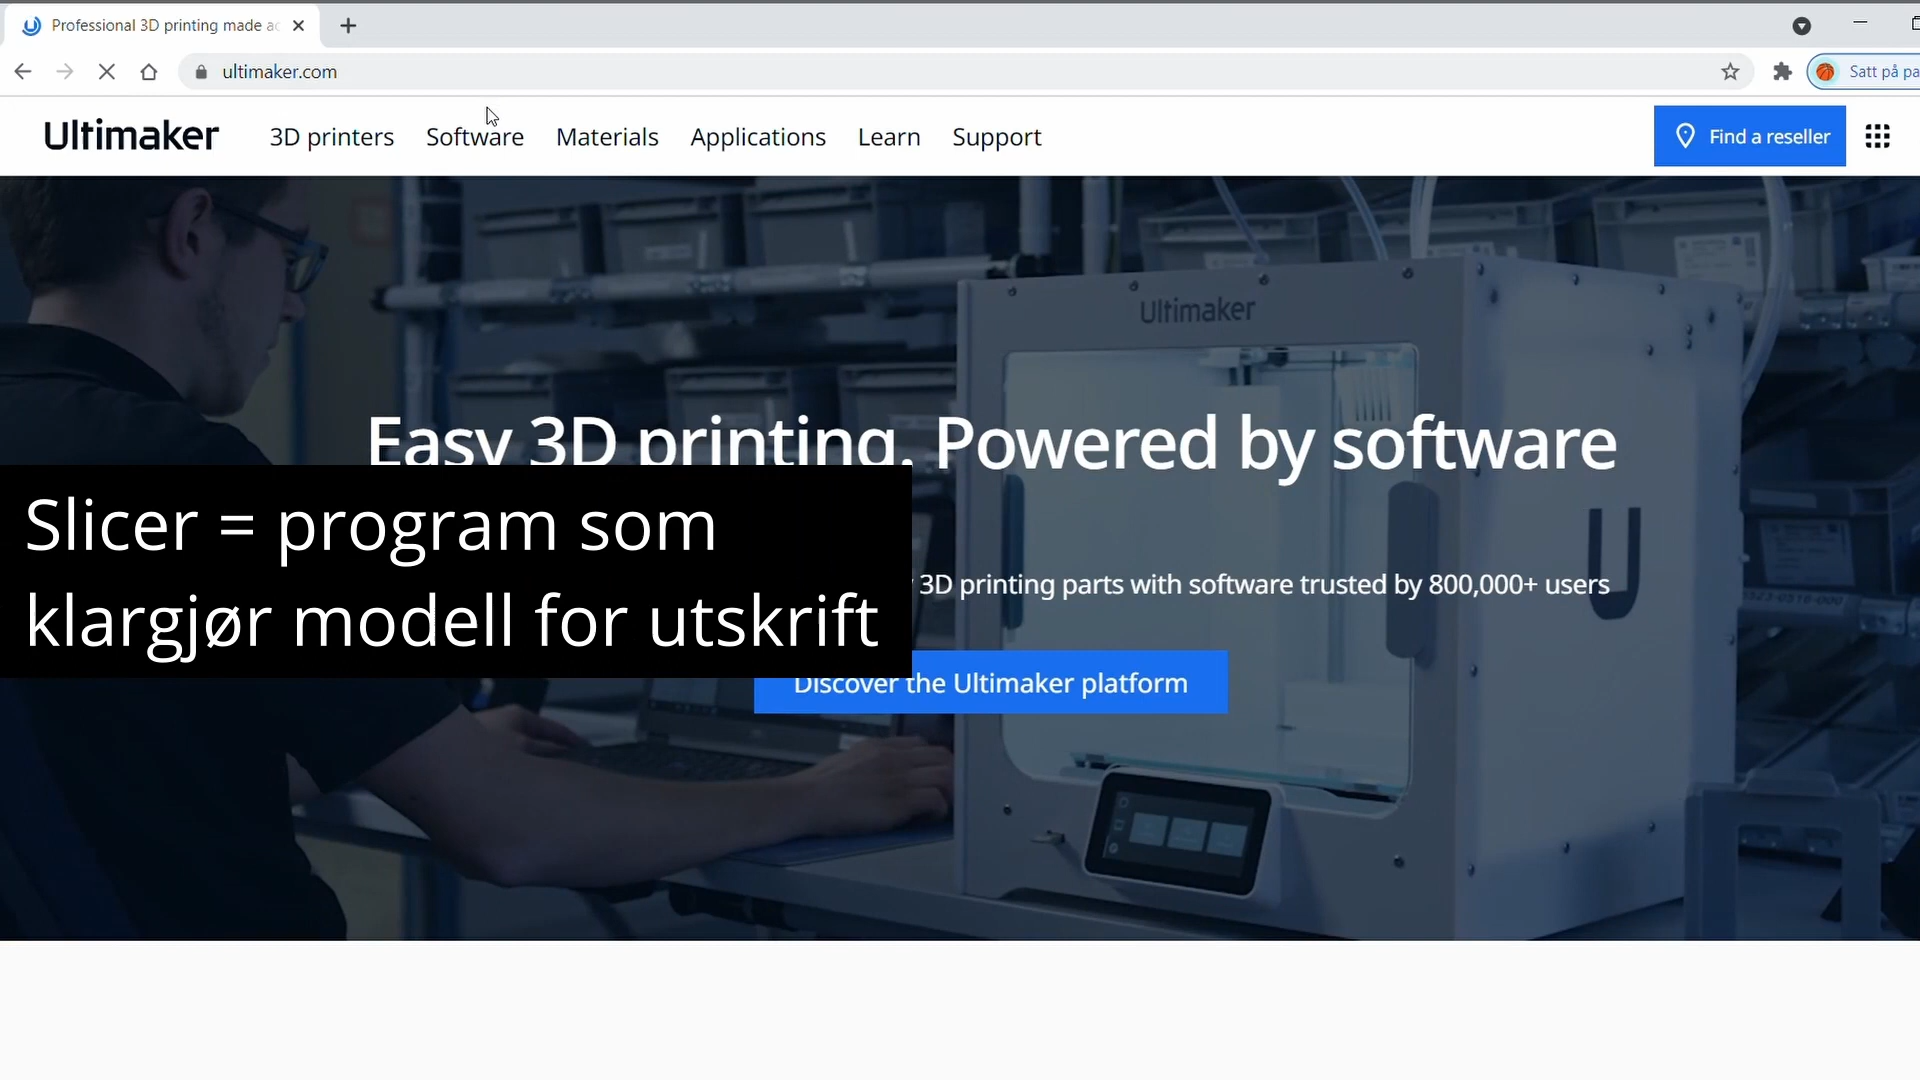 Professional 3D printing made ac
ultimaker.com
Satt på pa
Ultimaker
3D printers
Software
Materials
Applications
Learn
Support
Find a reseller
Ultimaker
Easy 3D printing. Powered by software
Slicer = program som
klargjør modell for utskrift
3D printing parts with software trusted by 800,000+ users
Discover the Ultimaker platform